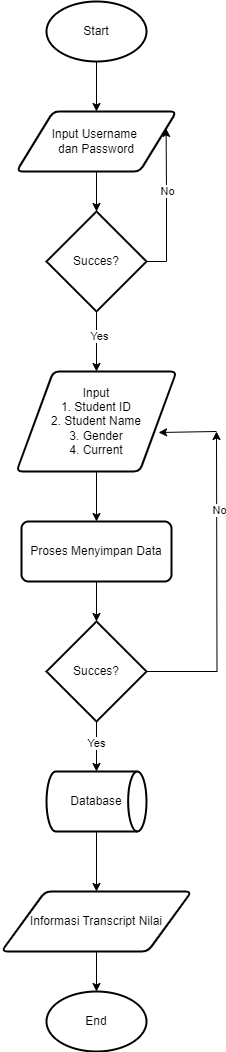 Start
Input Username
dan Password
No
Succes?
Yes
Input
1. Student ID
2. Student Name
3. Gender
4. Current
No
Proses Menyimpan Data
Succes?
Yes
Database
Informasi Transcript Nilai
End